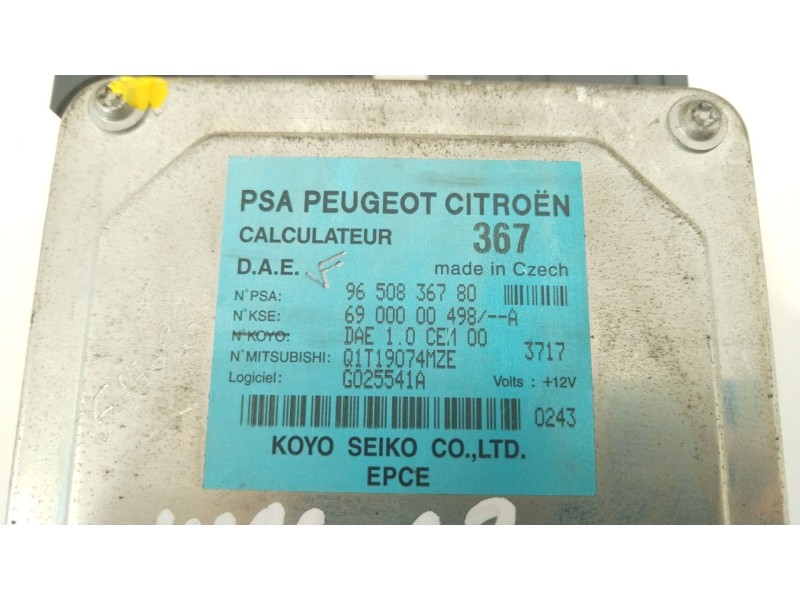 PSA PEUGEOT CITROËN
CALCULATEUR 367
D.A.E. made in Czech
N°PSA: 96 508 367 80
N°KSE: 69 000 00 498/--A
N°KOYO: DAE 1.0 CEM 00
N°MITSUBISHI: Q1T19074MZE 3717
Logiciel: G025541A Volts : +12V
0243
KOYO SEIKO CO.,LTD.
EPCE